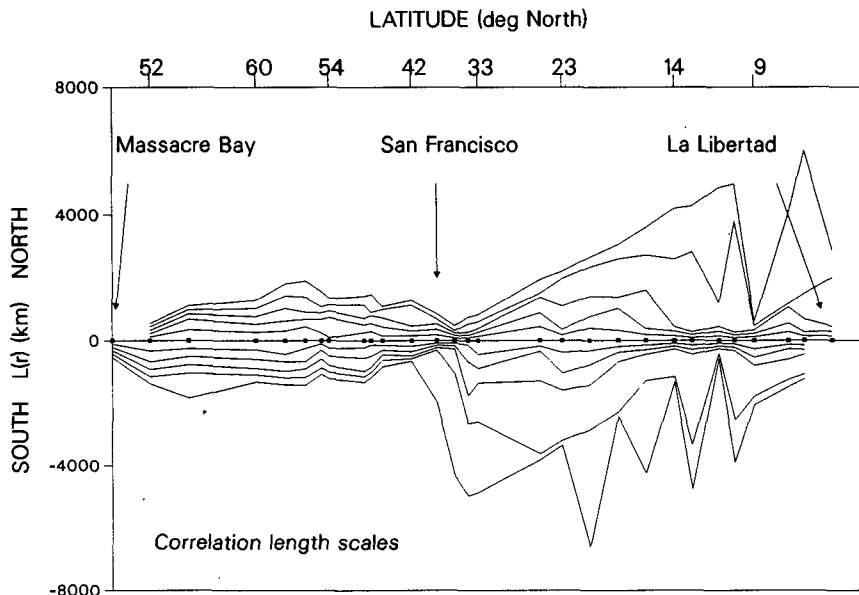 LATITUDE (deg North)
52 60 54 42 33 23 14 9
8000
Massacre Bay San Francisco La Libertad
4000
0
-4000
-8000
SOUTH L(r) (km) NORTH
Correlation length scales